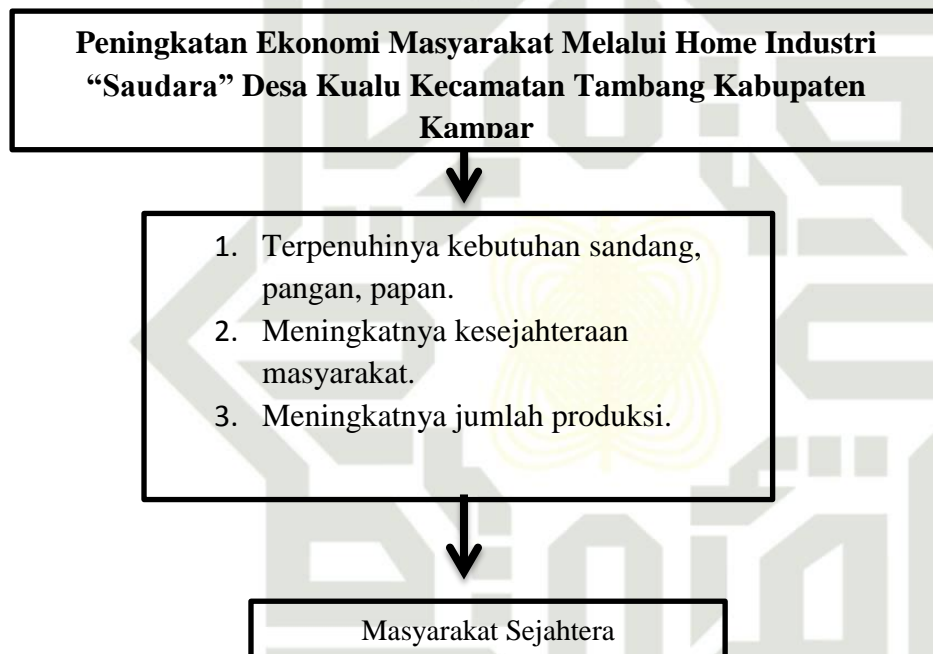 Peningkatan Ekonomi Masyarakat Melalui Home Industri
“Saudara” Desa Kualu Kecamatan Tambang Kabupaten
Kampar
1. Terpenuhinya kebutuhan sandang,
pangan, papan.
2. Meningkatnya kesejahteraan
masyarakat.
3. Meningkatnya jumlah produksi.
Masyarakat Sejahtera